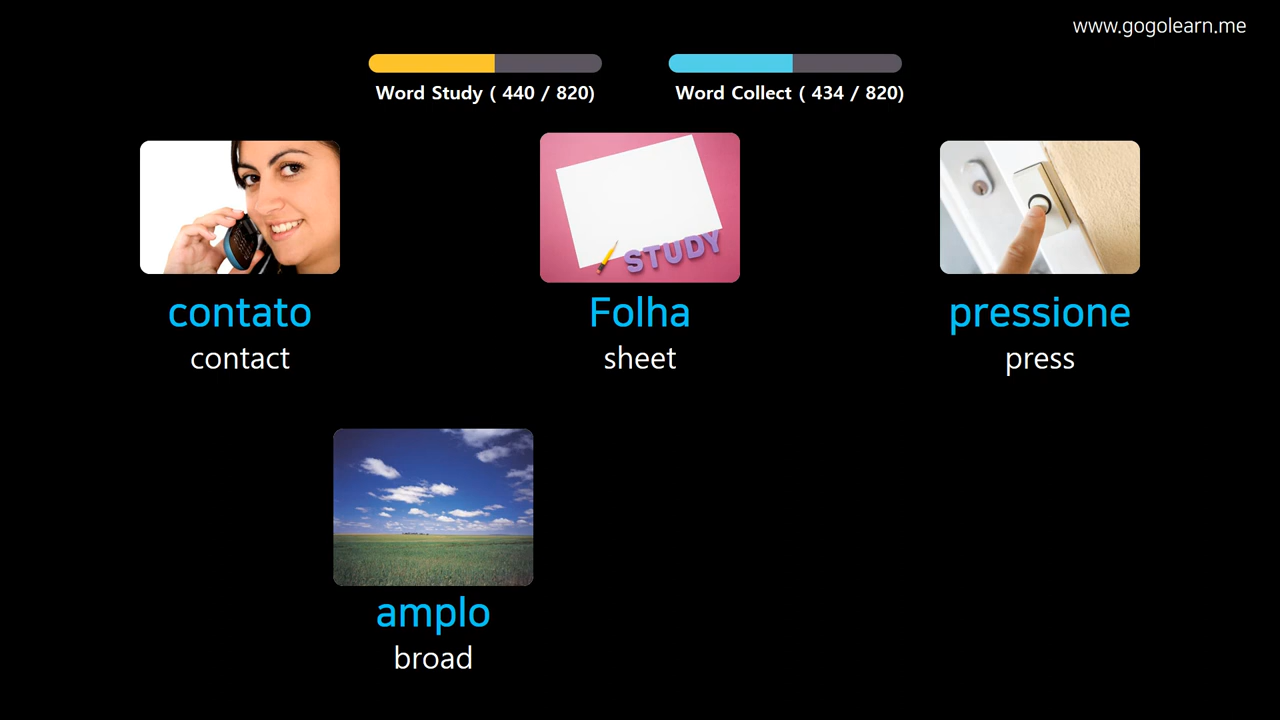 www.gogolearn.me
Word Study ( 440 / 820)
Word Collect ( 434 / 820)
STUDY
contato
contact
Folha
sheet
pressione
press
amplo
broad